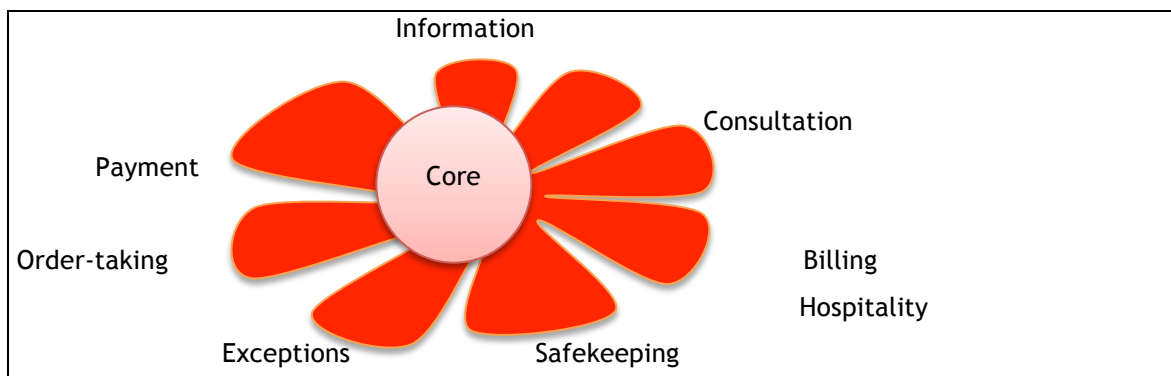 Information
Consultation
Payment
Core
Order-taking
Billing
Hospitality
Exceptions
Safekeeping